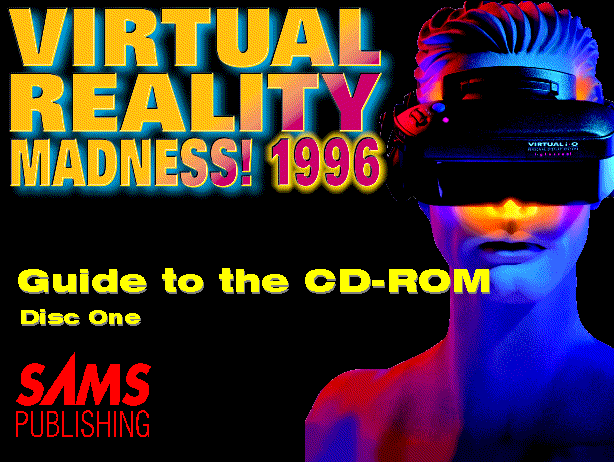 VIRTUAL
REALITY
MADNESS! 1996
VIRTUAL i-O
Guide to the CD-ROM
Disc One
SAMS
PUBLISHING